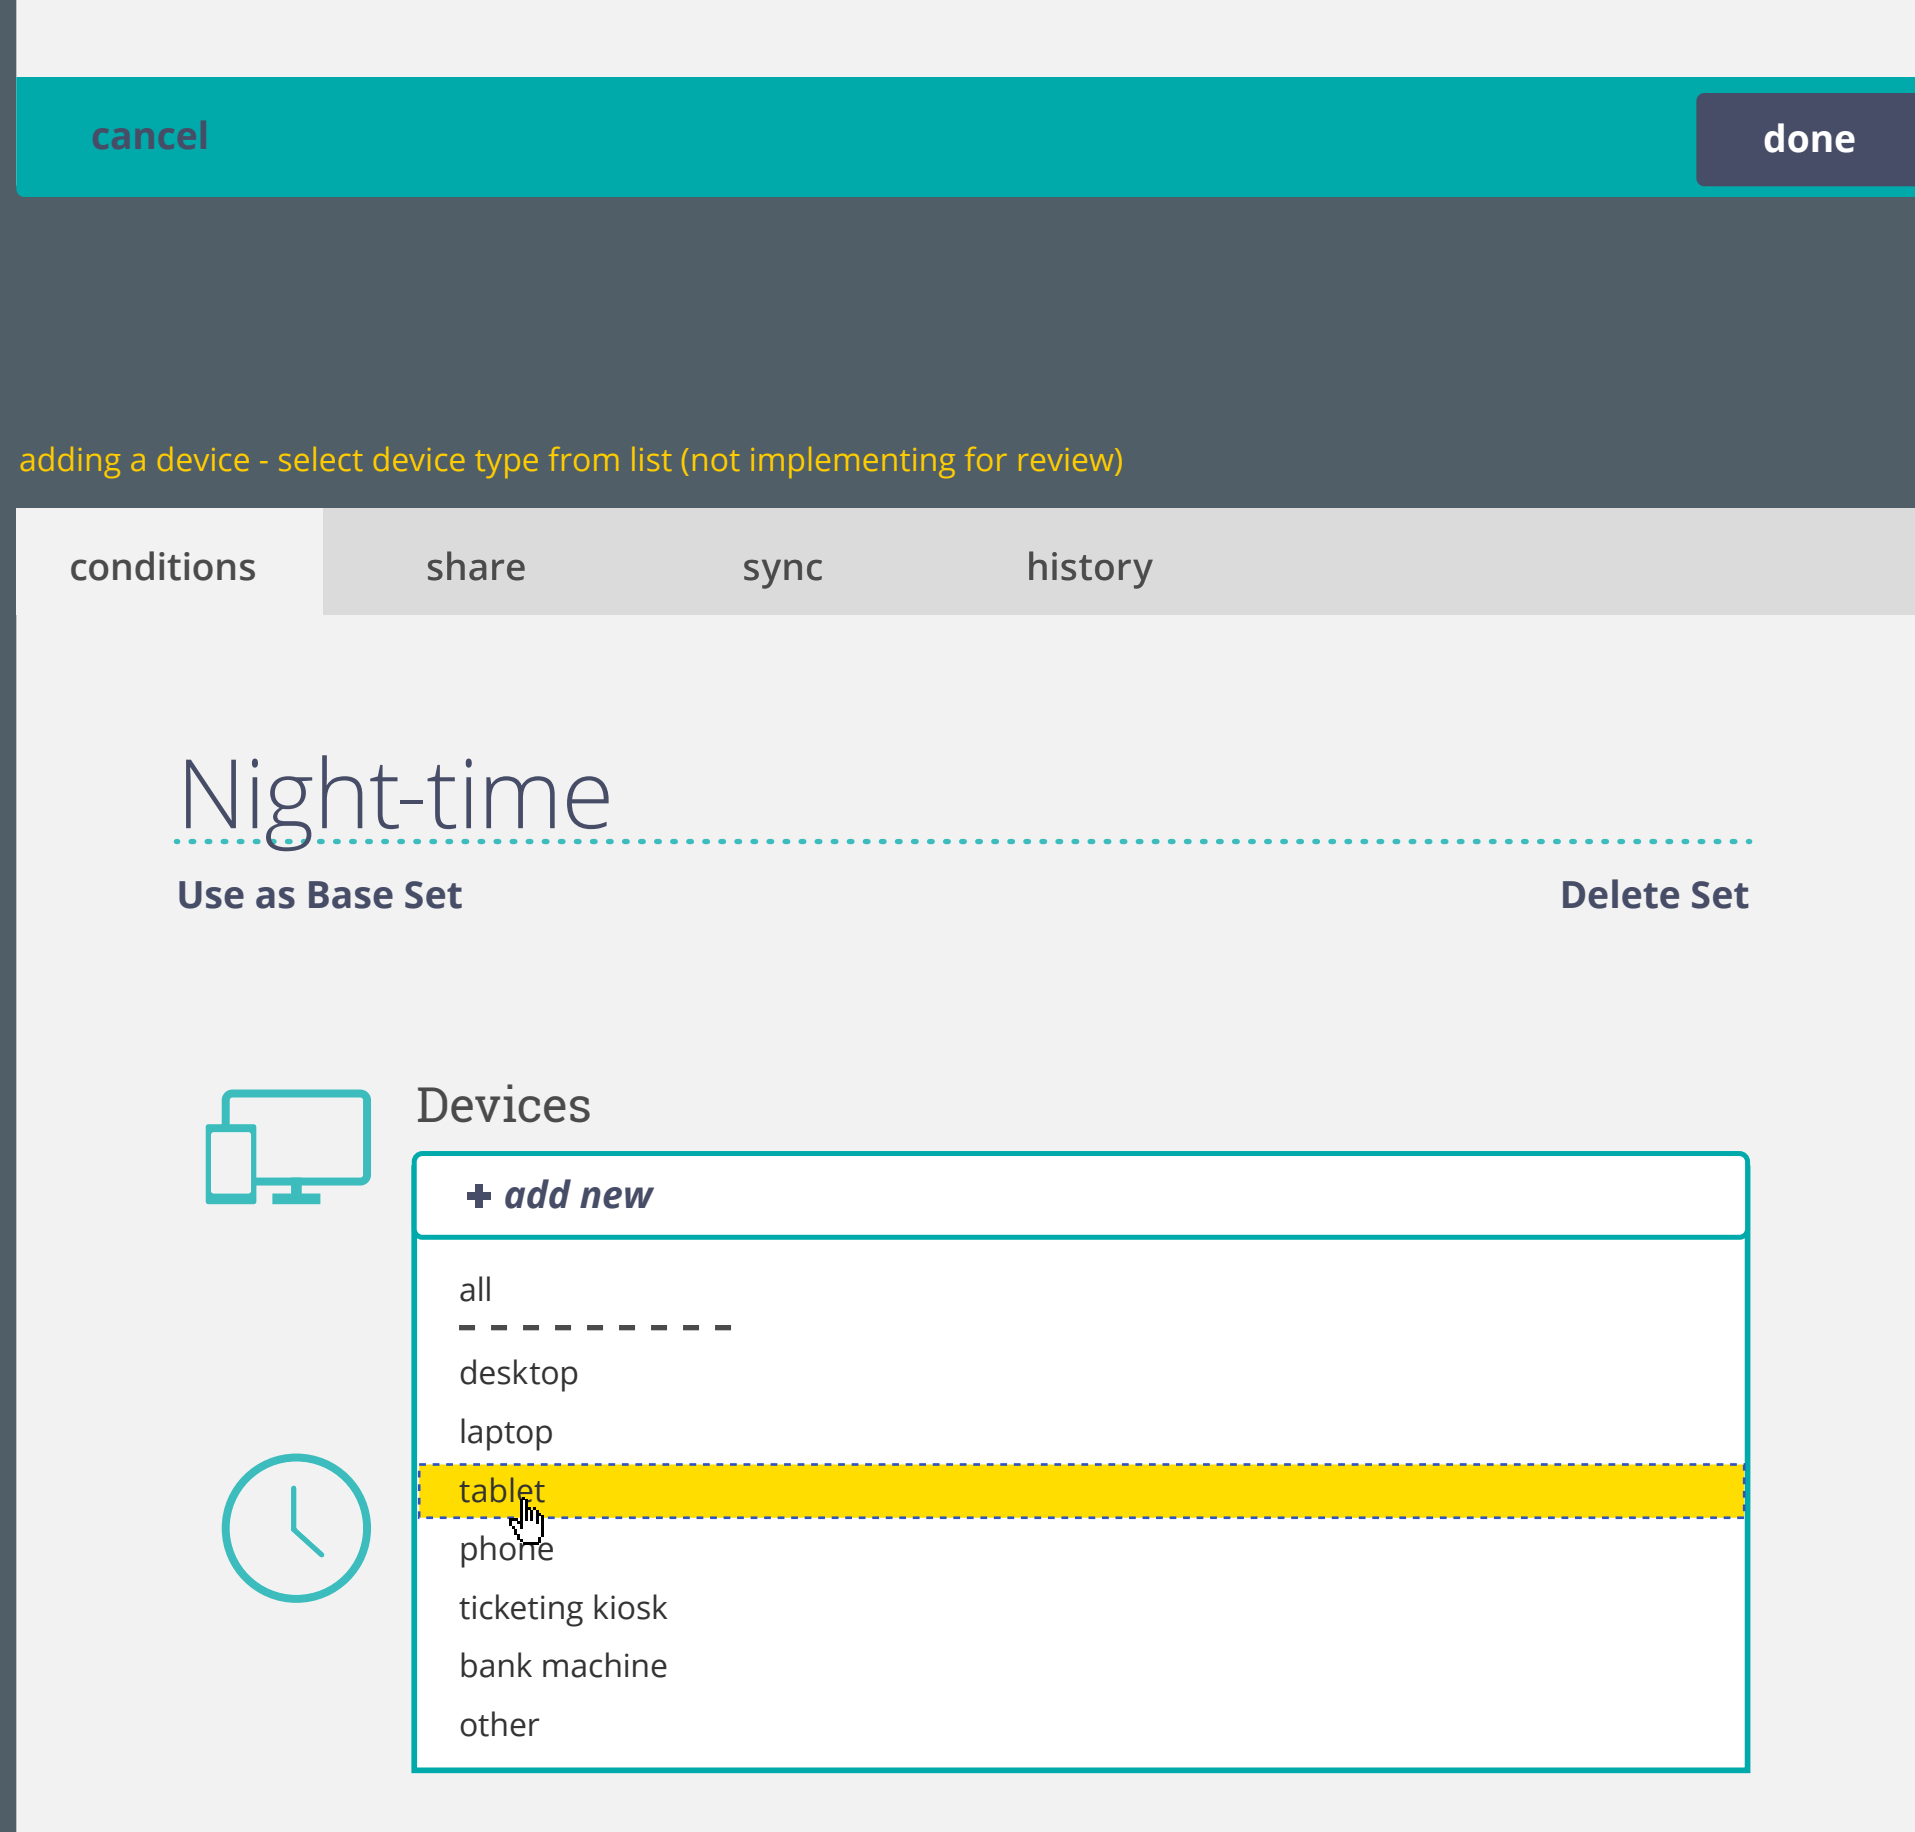 cancel
done
adding a device - select device type from list (not implementing for review)
conditions share sync history
Night-time
Use as Base Set
Delete Set
Devices
+ add new
all
desktop
laptop
tablet
phone
ticketing kiosk
bank machine
other